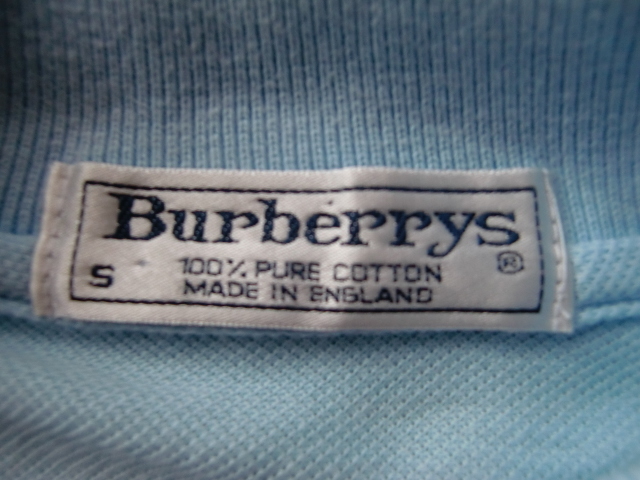 Burberrys
S 100% PURE COTTON ®
MADE IN ENGLAND